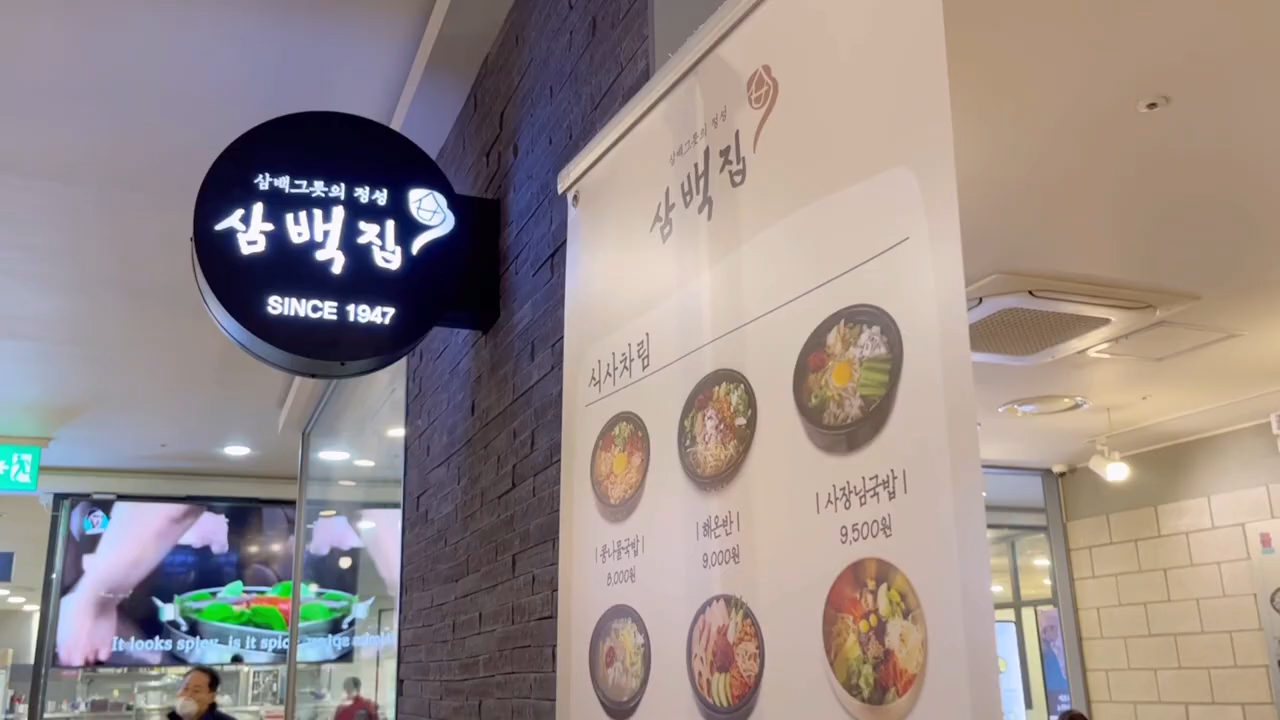 삼백그릇의 정성
삼백집
SINCE 1947
삼백그릇의 정성
삼백집
식사차림
|콩나물국밥|
8,000원
|해온반|
9,000원
|사장님국밥|
9,500원
It looks spicy, is it spic